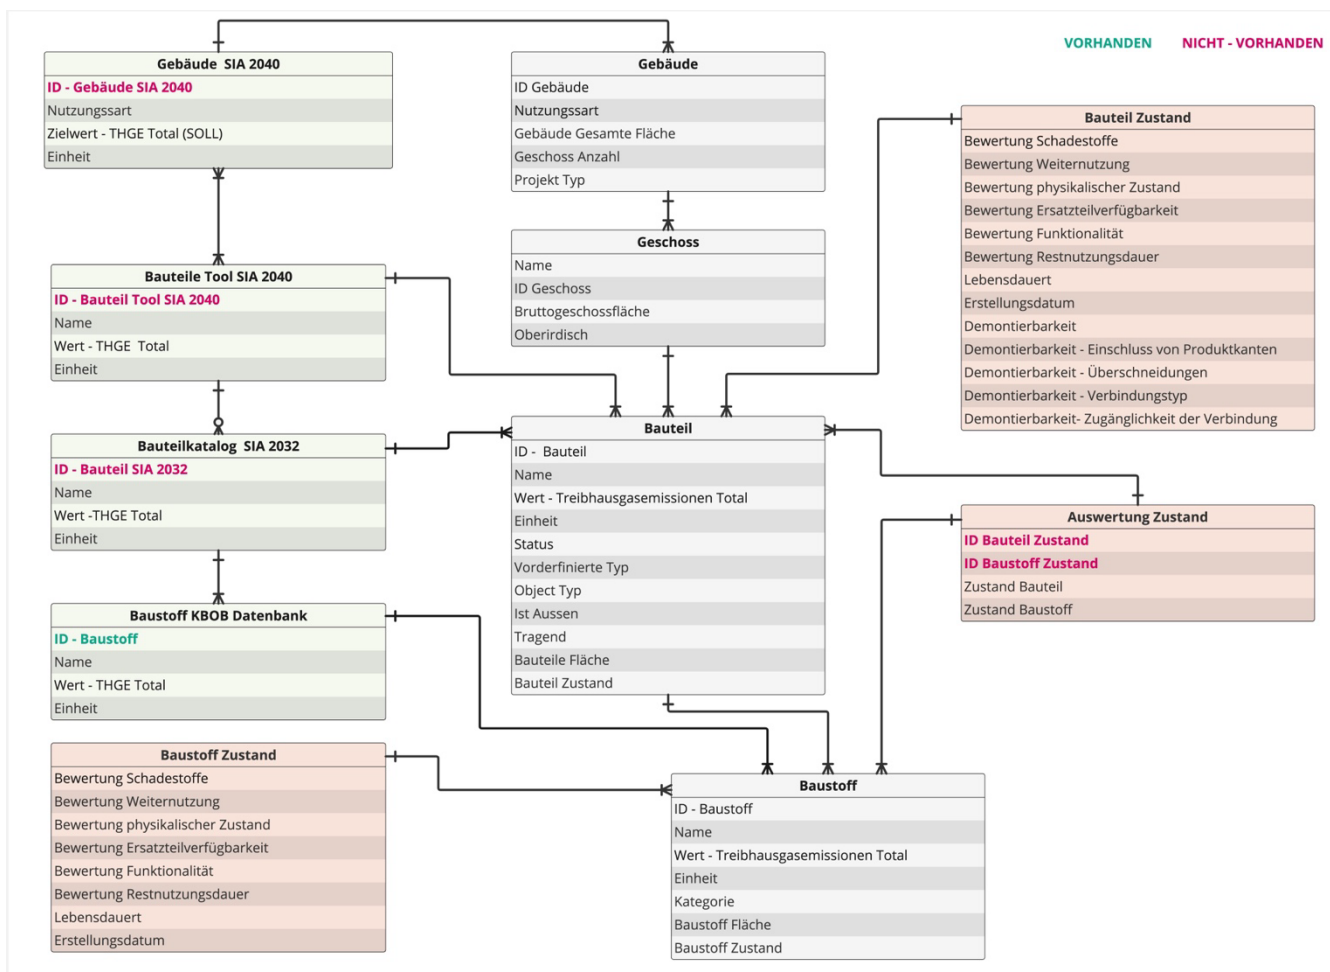 VORHANDEN NICHT - VORHANDEN
Gebäude SIA 2040
ID - Gebäude SIA 2040
Nutzungssart
Zielwert - THGE Total (SOLL)
Einheit
Gebäude
ID Gebäude
Nutzungssart
Gebäude Gesamte Fläche
Geschoss Anzahl
Projekt Typ
Bauteil Zustand
Bewertung Schadestoffe
Bewertung Weiternutzung
Bewertung physikalischer Zustand
Bewertung Ersatzteilverfügbarkeit
Bewertung Funktionalität
Bewertung Restnutzungsdauer
Lebensdauert
Erstellungsdatum
Demontierbarkeit
Demontierbarkeit - Einschluss von Produktkanten
Demontierbarkeit - Überschneidungen
Demontierbarkeit - Verbindungstyp
Demontierbarkeit- Zugänglichkeit der Verbindung
Geschoss
Name
ID Geschoss
Bruttogeschossfläche
Oberirdisch
Bauteile Tool SIA 2040
ID - Bauteil Tool SIA 2040
Name
Wert - THGE Total
Einheit
Bauteilkatalog SIA 2032
ID - Bauteil SIA 2032
Name
Wert -THGE Total
Einheit
Bauteil
ID - Bauteil
Name
Wert - Treibhausgasemissionen Total
Einheit
Status
Vorderfinierte Typ
Object Typ
Ist Aussen
Tragend
Bauteile Fläche
Bauteil Zustand
Auswertung Zustand
ID Bauteil Zustand
ID Baustoff Zustand
Zustand Bauteil
Zustand Baustoff
Baustoff KBOB Datenbank
ID - Baustoff
Name
Wert - THGE Total
Einheit
Baustoff Zustand
Bewertung Schadestoffe
Bewertung Weiternutzung
Bewertung physikalischer Zustand
Bewertung Ersatzteilverfügbarkeit
Bewertung Funktionalität
Bewertung Restnutzungsdauer
Lebensdauert
Erstellungsdatum
Baustoff
ID - Baustoff
Name
Wert - Treibhausgasemissionen Total
Einheit
Kategorie
Baustoff Fläche
Baustoff Zustand